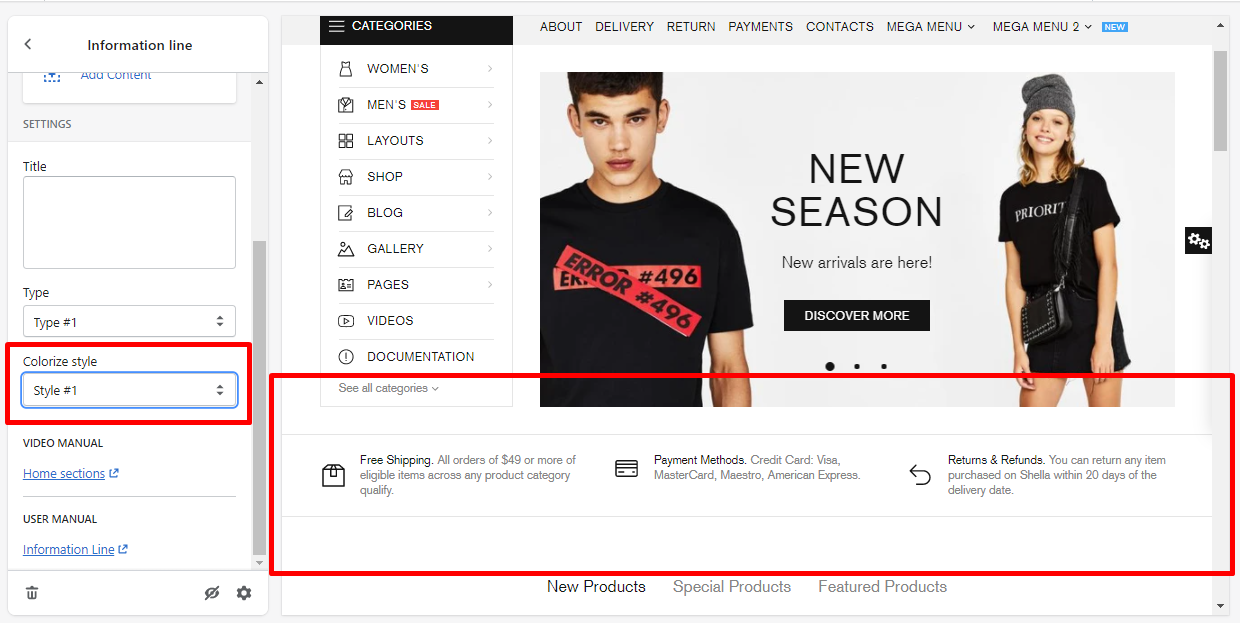 Information line
Add Content
SETTINGS
Title
Type
Type #1
Colorize style
Style #1
VIDEO MANUAL
Home sections
USER MANUAL
Information Line
CATEGORIES
ABOUT DELIVERY RETURN PAYMENTS CONTACTS MEGA MENU MEGA MENU 2 NEW
WOMEN'S
MEN'S SALE
LAYOUTS
SHOP
BLOG
GALLERY
PAGES
VIDEOS
DOCUMENTATION
See all categories
NEW
SEASON
New arrivals are here!
DISCOVER MORE
ERROR #496
ERROR #496
PRIORIT
Free Shipping. All orders of $49 or more of
eligible items across any product category
qualify.
Payment Methods. Credit Card: Visa,
MasterCard, Maestro, American Express.
Returns & Refunds. You can return any item
purchased on Shella within 20 days of the
delivery date.
New Products Special Products Featured Products